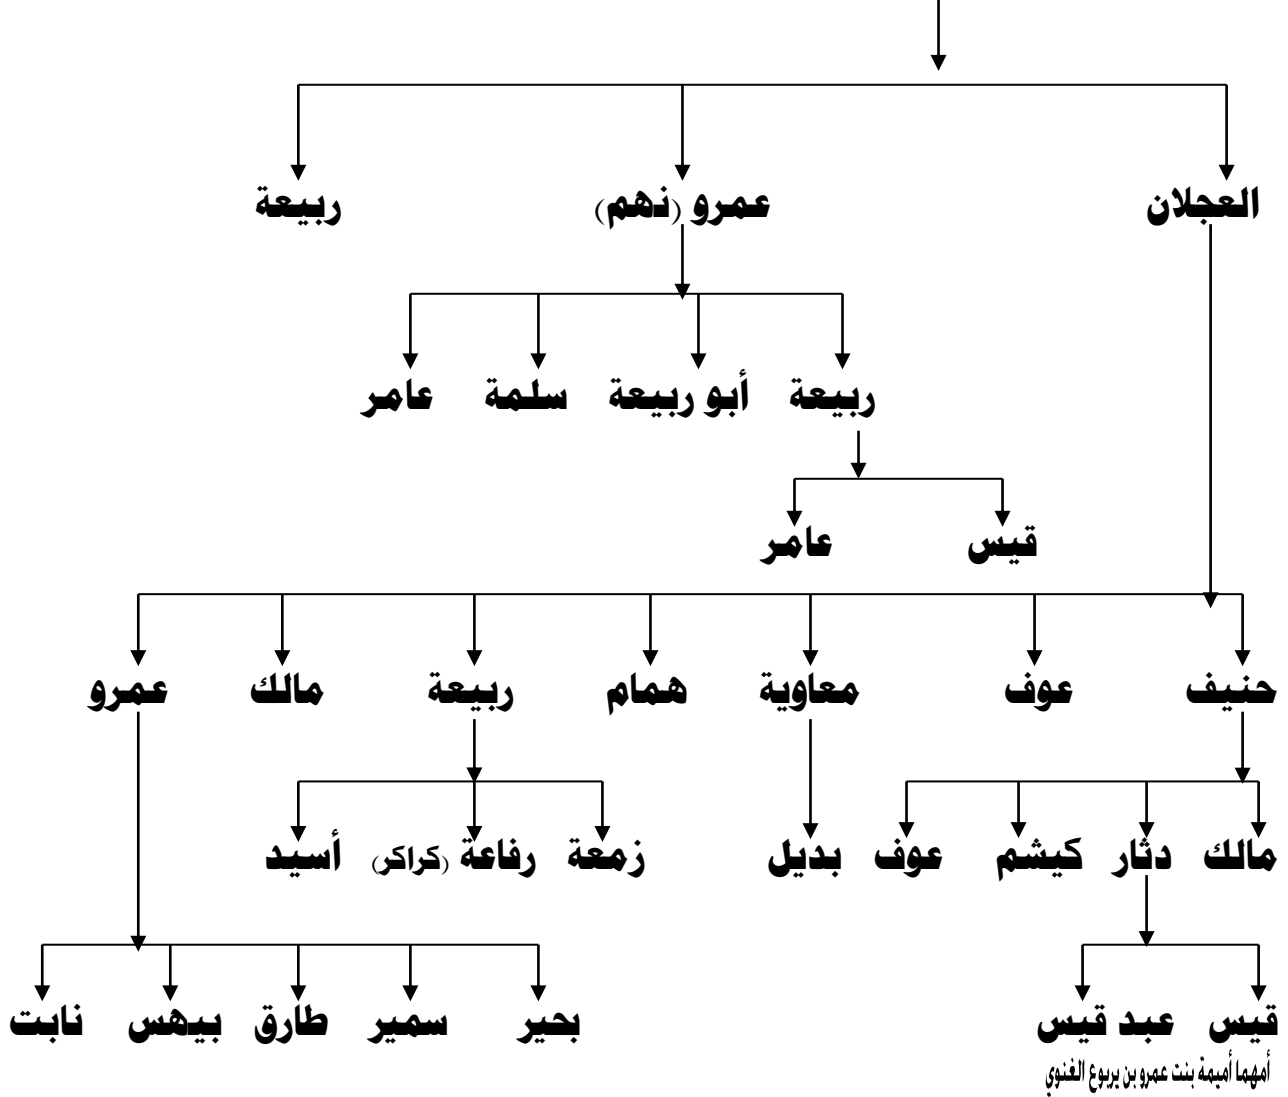 العجلان عمرو (نهم) ربيعة
ربيعة أبو ربيعة سلمة عامر
قيس عامر
حنيف عوف معاوية همام ربيعة مالك عمرو
مالك دثار كيشم عوف بديل زمعة رفاعة (كراكر) أسيد
قيس عبد قيس بحير سمير طارق بيهس نابت
أمهما أميمة بنت عمرو بن يربوع الغنوي